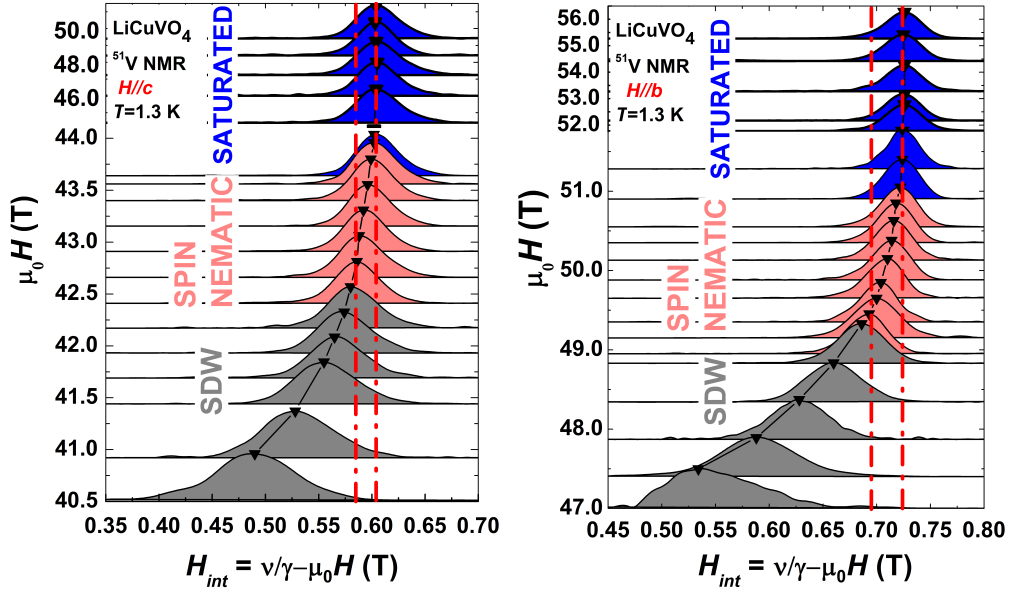 LiCuVO₄
⁵¹V NMR
H//c
T=1.3 K
SATURATED
SPIN
NEMATIC
SDW
50.0
48.0
46.0
44.0
43.5
43.0
42.5
42.0
41.5
41.0
40.5
μ₀H (T)
0.35 0.40 0.45 0.50 0.55 0.60 0.65 0.70
H_int = ν/γ−μ₀H (T)
LiCuVO₄
⁵¹V NMR
H//b
T=1.3 K
SATURATED
SPIN
NEMATIC
SDW
56.0
55.0
54.0
53.0
52.0
51.0
50.0
49.0
48.0
47.0
μ₀H (T)
0.45 0.50 0.55 0.60 0.65 0.70 0.75 0.80
H_int = ν/γ−μ₀H (T)